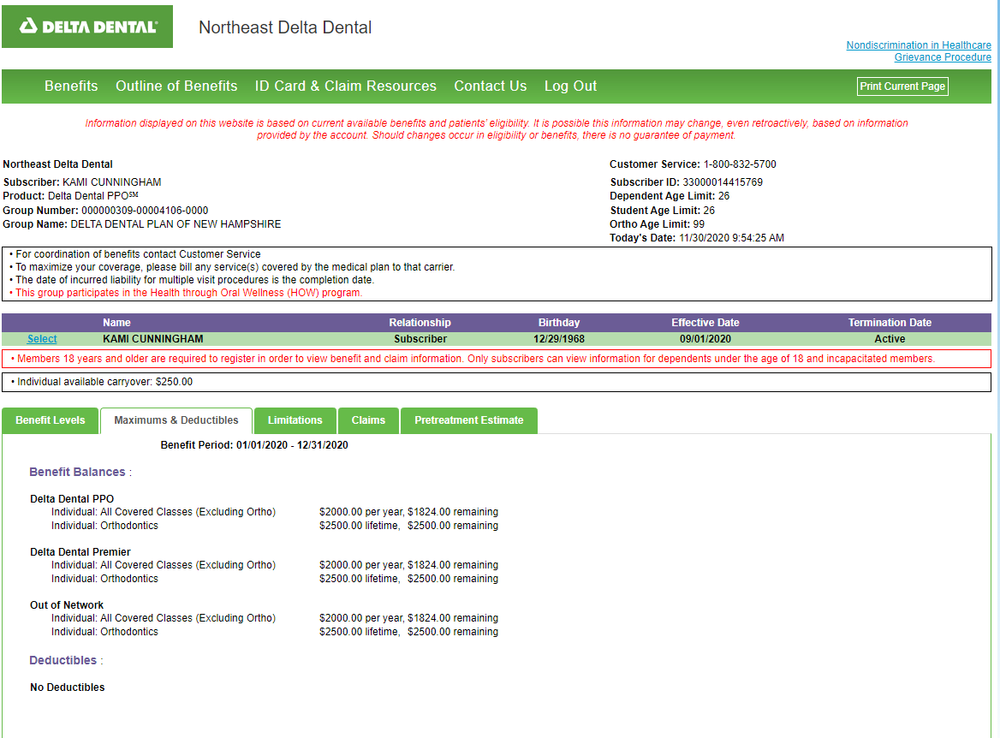 DELTA DENTAL®
Northeast Delta Dental
Nondiscrimination in Healthcare
Grievance Procedure
Benefits Outline of Benefits ID Card & Claim Resources Contact Us Log Out Print Current Page
Information displayed on this website is based on current available benefits and patients' eligibility. It is possible this information may change, even retroactively, based on information
provided by the account. Should changes occur in eligibility or benefits, there is no guarantee of payment.
Northeast Delta Dental
Subscriber: KAMI CUNNINGHAM
Product: Delta Dental PPO℠
Group Number: 000000309-00004106-0000
Group Name: DELTA DENTAL PLAN OF NEW HAMPSHIRE
Customer Service: 1-800-832-5700
Subscriber ID: 33000014415769
Dependent Age Limit: 26
Student Age Limit: 26
Ortho Age Limit: 99
Today's Date: 11/30/2020 9:54:25 AM
• For coordination of benefits contact Customer Service
• To maximize your coverage, please bill any service(s) covered by the medical plan to that carrier.
• The date of incurred liability for multiple visit procedures is the completion date.
• This group participates in the Health through Oral Wellness (HOW) program.
Name Relationship Birthday Effective Date Termination Date
Select KAMI CUNNINGHAM Subscriber 12/29/1968 09/01/2020 Active
• Members 18 years and older are required to register in order to view benefit and claim information. Only subscribers can view information for dependents under the age of 18 and incapacitated members.
• Individual available carryover: $250.00
Benefit Levels Maximums & Deductibles Limitations Claims Pretreatment Estimate
Benefit Period: 01/01/2020 - 12/31/2020
Benefit Balances :
Delta Dental PPO
Individual: All Covered Classes (Excluding Ortho) $2000.00 per year, $1824.00 remaining
Individual: Orthodontics $2500.00 lifetime, $2500.00 remaining
Delta Dental Premier
Individual: All Covered Classes (Excluding Ortho) $2000.00 per year, $1824.00 remaining
Individual: Orthodontics $2500.00 lifetime, $2500.00 remaining
Out of Network
Individual: All Covered Classes (Excluding Ortho) $2000.00 per year, $1824.00 remaining
Individual: Orthodontics $2500.00 lifetime, $2500.00 remaining
Deductibles :
No Deductibles